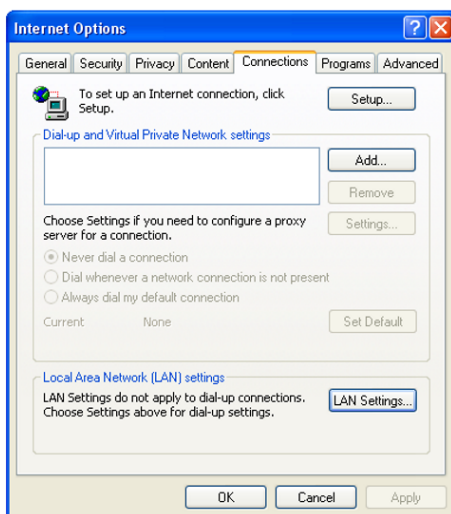 Internet Options
General Security Privacy Content Connections Programs Advanced
To set up an Internet connection, click
Setup.
Setup...
Dial-up and Virtual Private Network settings
Add...
Remove
Choose Settings if you need to configure a proxy
server for a connection.
Settings...
Never dial a connection
Dial whenever a network connection is not present
Always dial my default connection
Current None Set Default
Local Area Network (LAN) settings
LAN Settings do not apply to dial-up connections.
Choose Settings above for dial-up settings.
LAN Settings...
OK Cancel Apply